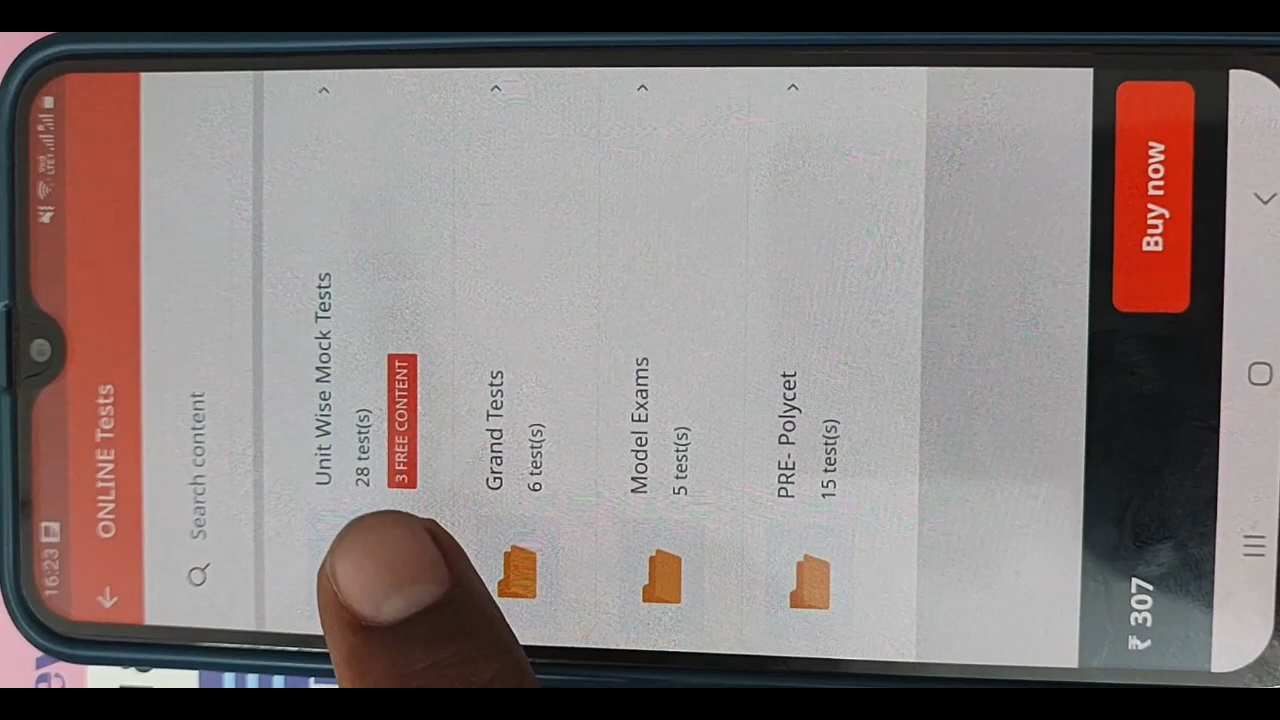 16:23
ONLINE Tests
Search content
Unit Wise Mock Tests
28 test(s)
3 FREE CONTENT
Grand Tests
6 test(s)
Model Exams
5 test(s)
PRE- Polycet
15 test(s)
₹ 307
Buy now